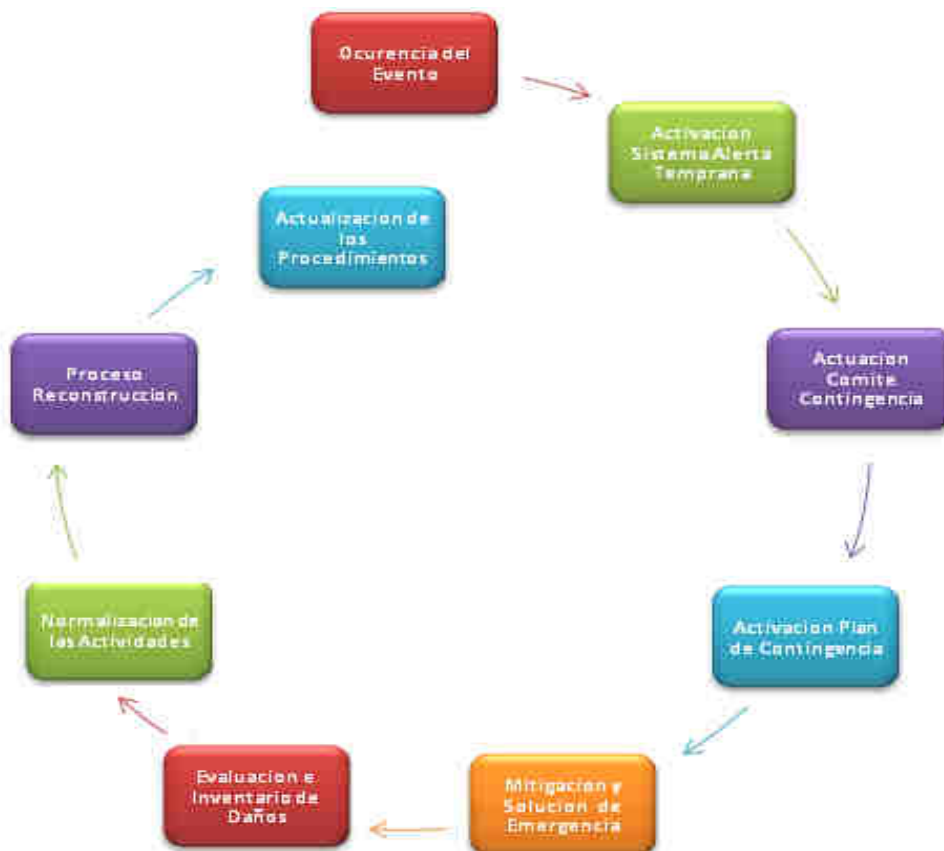 Ocurencia del
Evento
Activacion
Sistema Alerta
Temprana
Actuacion
Comite
Contingencia
Activacion Plan
de Contingencia
Mitigacion y
Solucion de
Emergencia
Evaluacion e
Inventario de
Daños
Normalizacion de
las Actividades
Proceso
Reconstruccion
Actualizacion de
los
Procedimientos